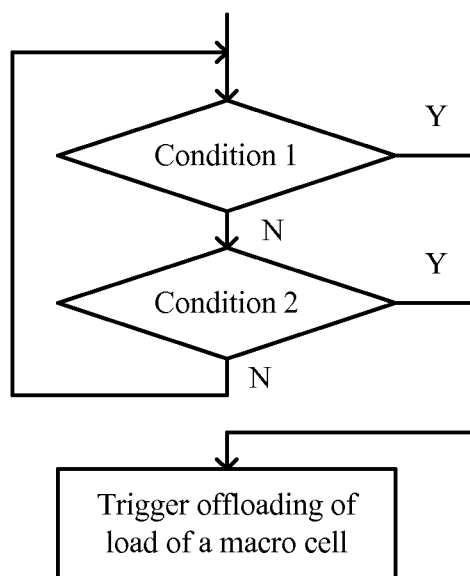 Y
Condition 1
N
Y
Condition 2
N
Trigger offloading of
load of a macro cell